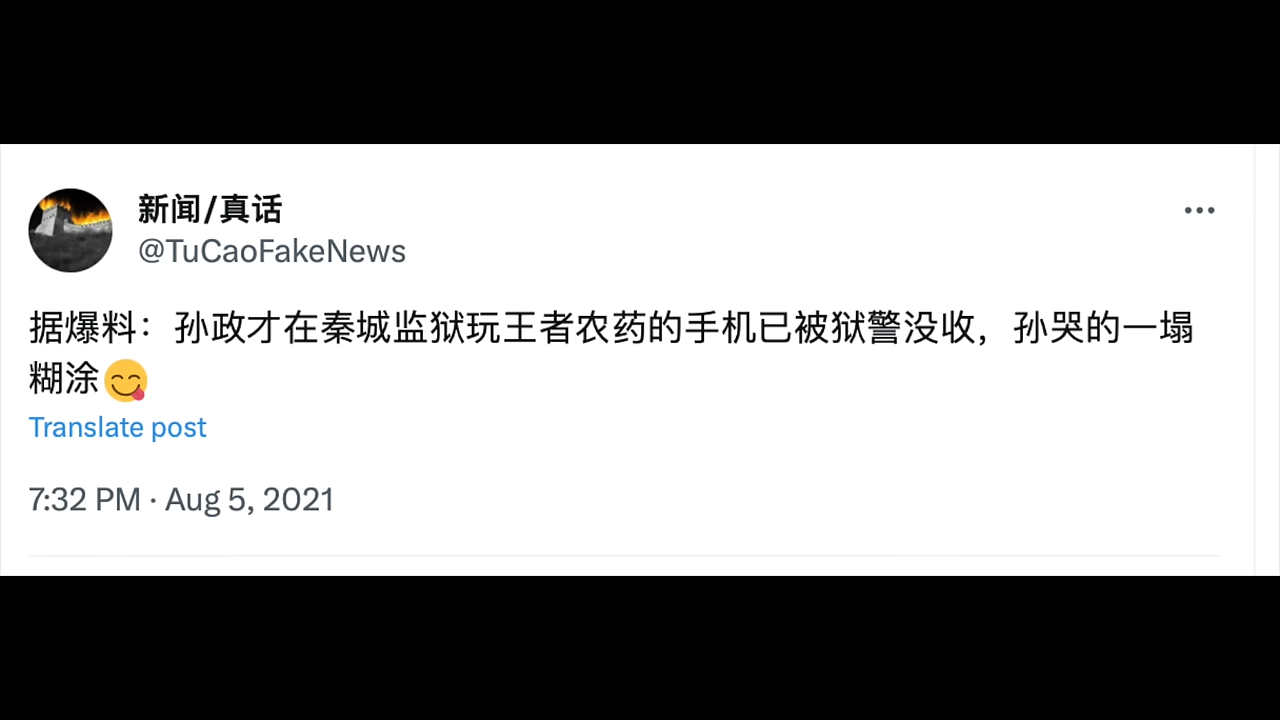 新闻/真话
@TuCaoFakeNews
据爆料：孙政才在秦城监狱玩王者农药的手机已被狱警没收，孙哭的一塌
糊涂😋
Translate post
7:32 PM · Aug 5, 2021